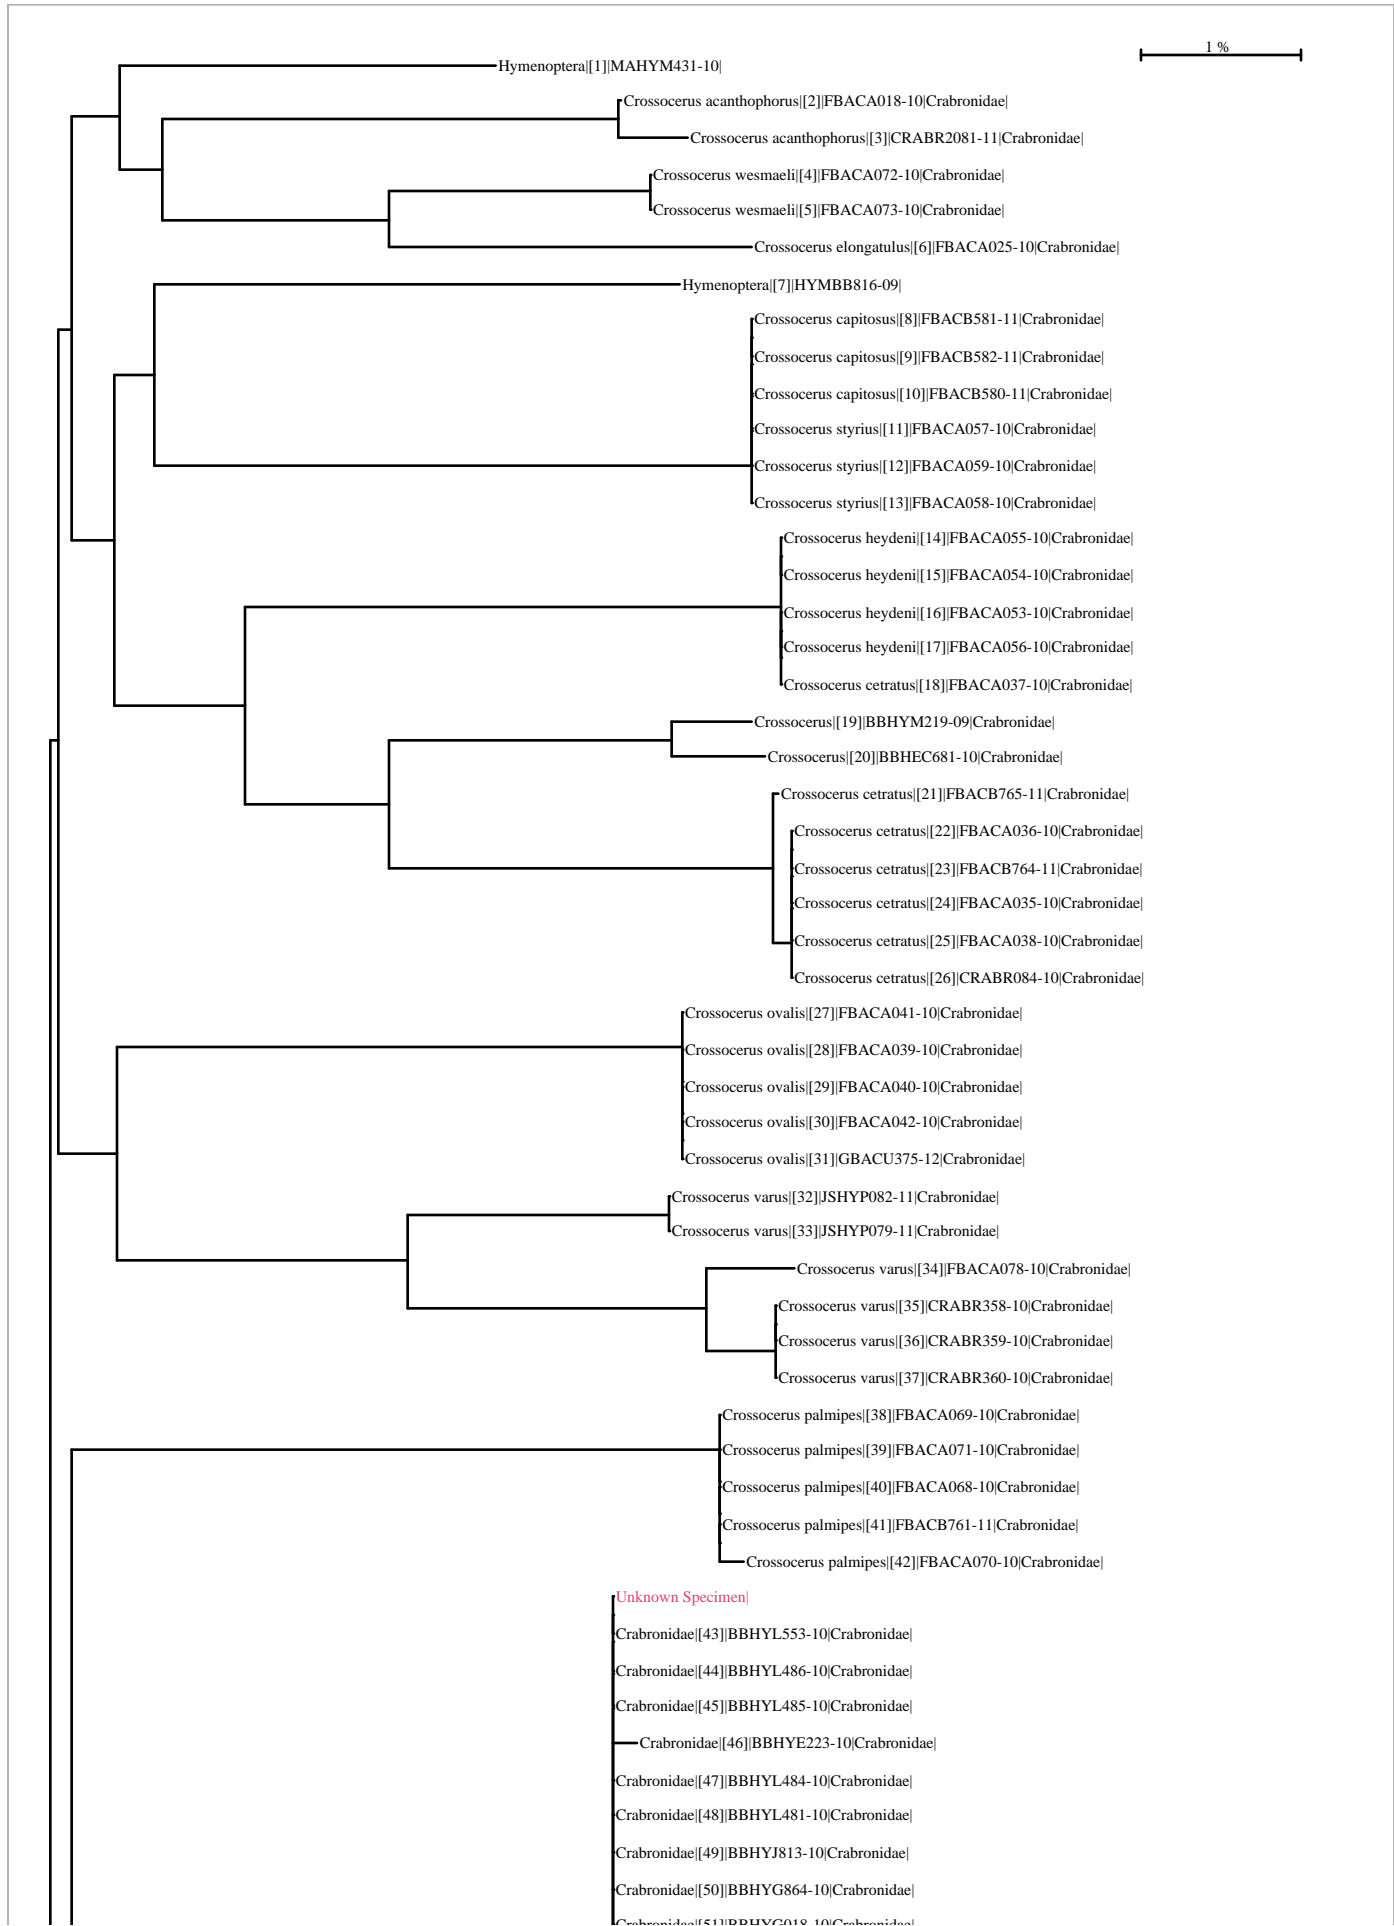 1 %
Hymenoptera|[1]|MAHYM431-10|
Crossocerus acanthophorus|[2]|FBACA018-10|Crabronidae|
Crossocerus acanthophorus|[3]|CRABR2081-11|Crabronidae|
Crossocerus wesmaeli|[4]|FBACA072-10|Crabronidae|
Crossocerus wesmaeli|[5]|FBACA073-10|Crabronidae|
Crossocerus elongatulus|[6]|FBACA025-10|Crabronidae|
Hymenoptera|[7]|HYMBB816-09|
Crossocerus capitosus|[8]|FBACB581-11|Crabronidae|
Crossocerus capitosus|[9]|FBACB582-11|Crabronidae|
Crossocerus capitosus|[10]|FBACB580-11|Crabronidae|
Crossocerus styrius|[11]|FBACA057-10|Crabronidae|
Crossocerus styrius|[12]|FBACA059-10|Crabronidae|
Crossocerus styrius|[13]|FBACA058-10|Crabronidae|
Crossocerus heydeni|[14]|FBACA055-10|Crabronidae|
Crossocerus heydeni|[15]|FBACA054-10|Crabronidae|
Crossocerus heydeni|[16]|FBACA053-10|Crabronidae|
Crossocerus heydeni|[17]|FBACA056-10|Crabronidae|
Crossocerus cetratus|[18]|FBACA037-10|Crabronidae|
Crossocerus|[19]|BBHYM219-09|Crabronidae|
Crossocerus|[20]|BBHEC681-10|Crabronidae|
Crossocerus cetratus|[21]|FBACB765-11|Crabronidae|
Crossocerus cetratus|[22]|FBACA036-10|Crabronidae|
Crossocerus cetratus|[23]|FBACB764-11|Crabronidae|
Crossocerus cetratus|[24]|FBACA035-10|Crabronidae|
Crossocerus cetratus|[25]|FBACA038-10|Crabronidae|
Crossocerus cetratus|[26]|CRABR084-10|Crabronidae|
Crossocerus ovalis|[27]|FBACA041-10|Crabronidae|
Crossocerus ovalis|[28]|FBACA039-10|Crabronidae|
Crossocerus ovalis|[29]|FBACA040-10|Crabronidae|
Crossocerus ovalis|[30]|FBACA042-10|Crabronidae|
Crossocerus ovalis|[31]|GBACU375-12|Crabronidae|
Crossocerus varus|[32]|JSHYP082-11|Crabronidae|
Crossocerus varus|[33]|JSHYP079-11|Crabronidae|
Crossocerus varus|[34]|FBACA078-10|Crabronidae|
Crossocerus varus|[35]|CRABR358-10|Crabronidae|
Crossocerus varus|[36]|CRABR359-10|Crabronidae|
Crossocerus varus|[37]|CRABR360-10|Crabronidae|
Crossocerus palmipes|[38]|FBACA069-10|Crabronidae|
Crossocerus palmipes|[39]|FBACA071-10|Crabronidae|
Crossocerus palmipes|[40]|FBACA068-10|Crabronidae|
Crossocerus palmipes|[41]|FBACB761-11|Crabronidae|
Crossocerus palmipes|[42]|FBACA070-10|Crabronidae|
Unknown Specimen|
Crabronidae|[43]|BBHYL553-10|Crabronidae|
Crabronidae|[44]|BBHYL486-10|Crabronidae|
Crabronidae|[45]|BBHYL485-10|Crabronidae|
Crabronidae|[46]|BBHYE223-10|Crabronidae|
Crabronidae|[47]|BBHYL484-10|Crabronidae|
Crabronidae|[48]|BBHYL481-10|Crabronidae|
Crabronidae|[49]|BBHYJ813-10|Crabronidae|
Crabronidae|[50]|BBHYG864-10|Crabronidae|
Crabronidae|[51]|BBHYG018-10|Crabronidae|